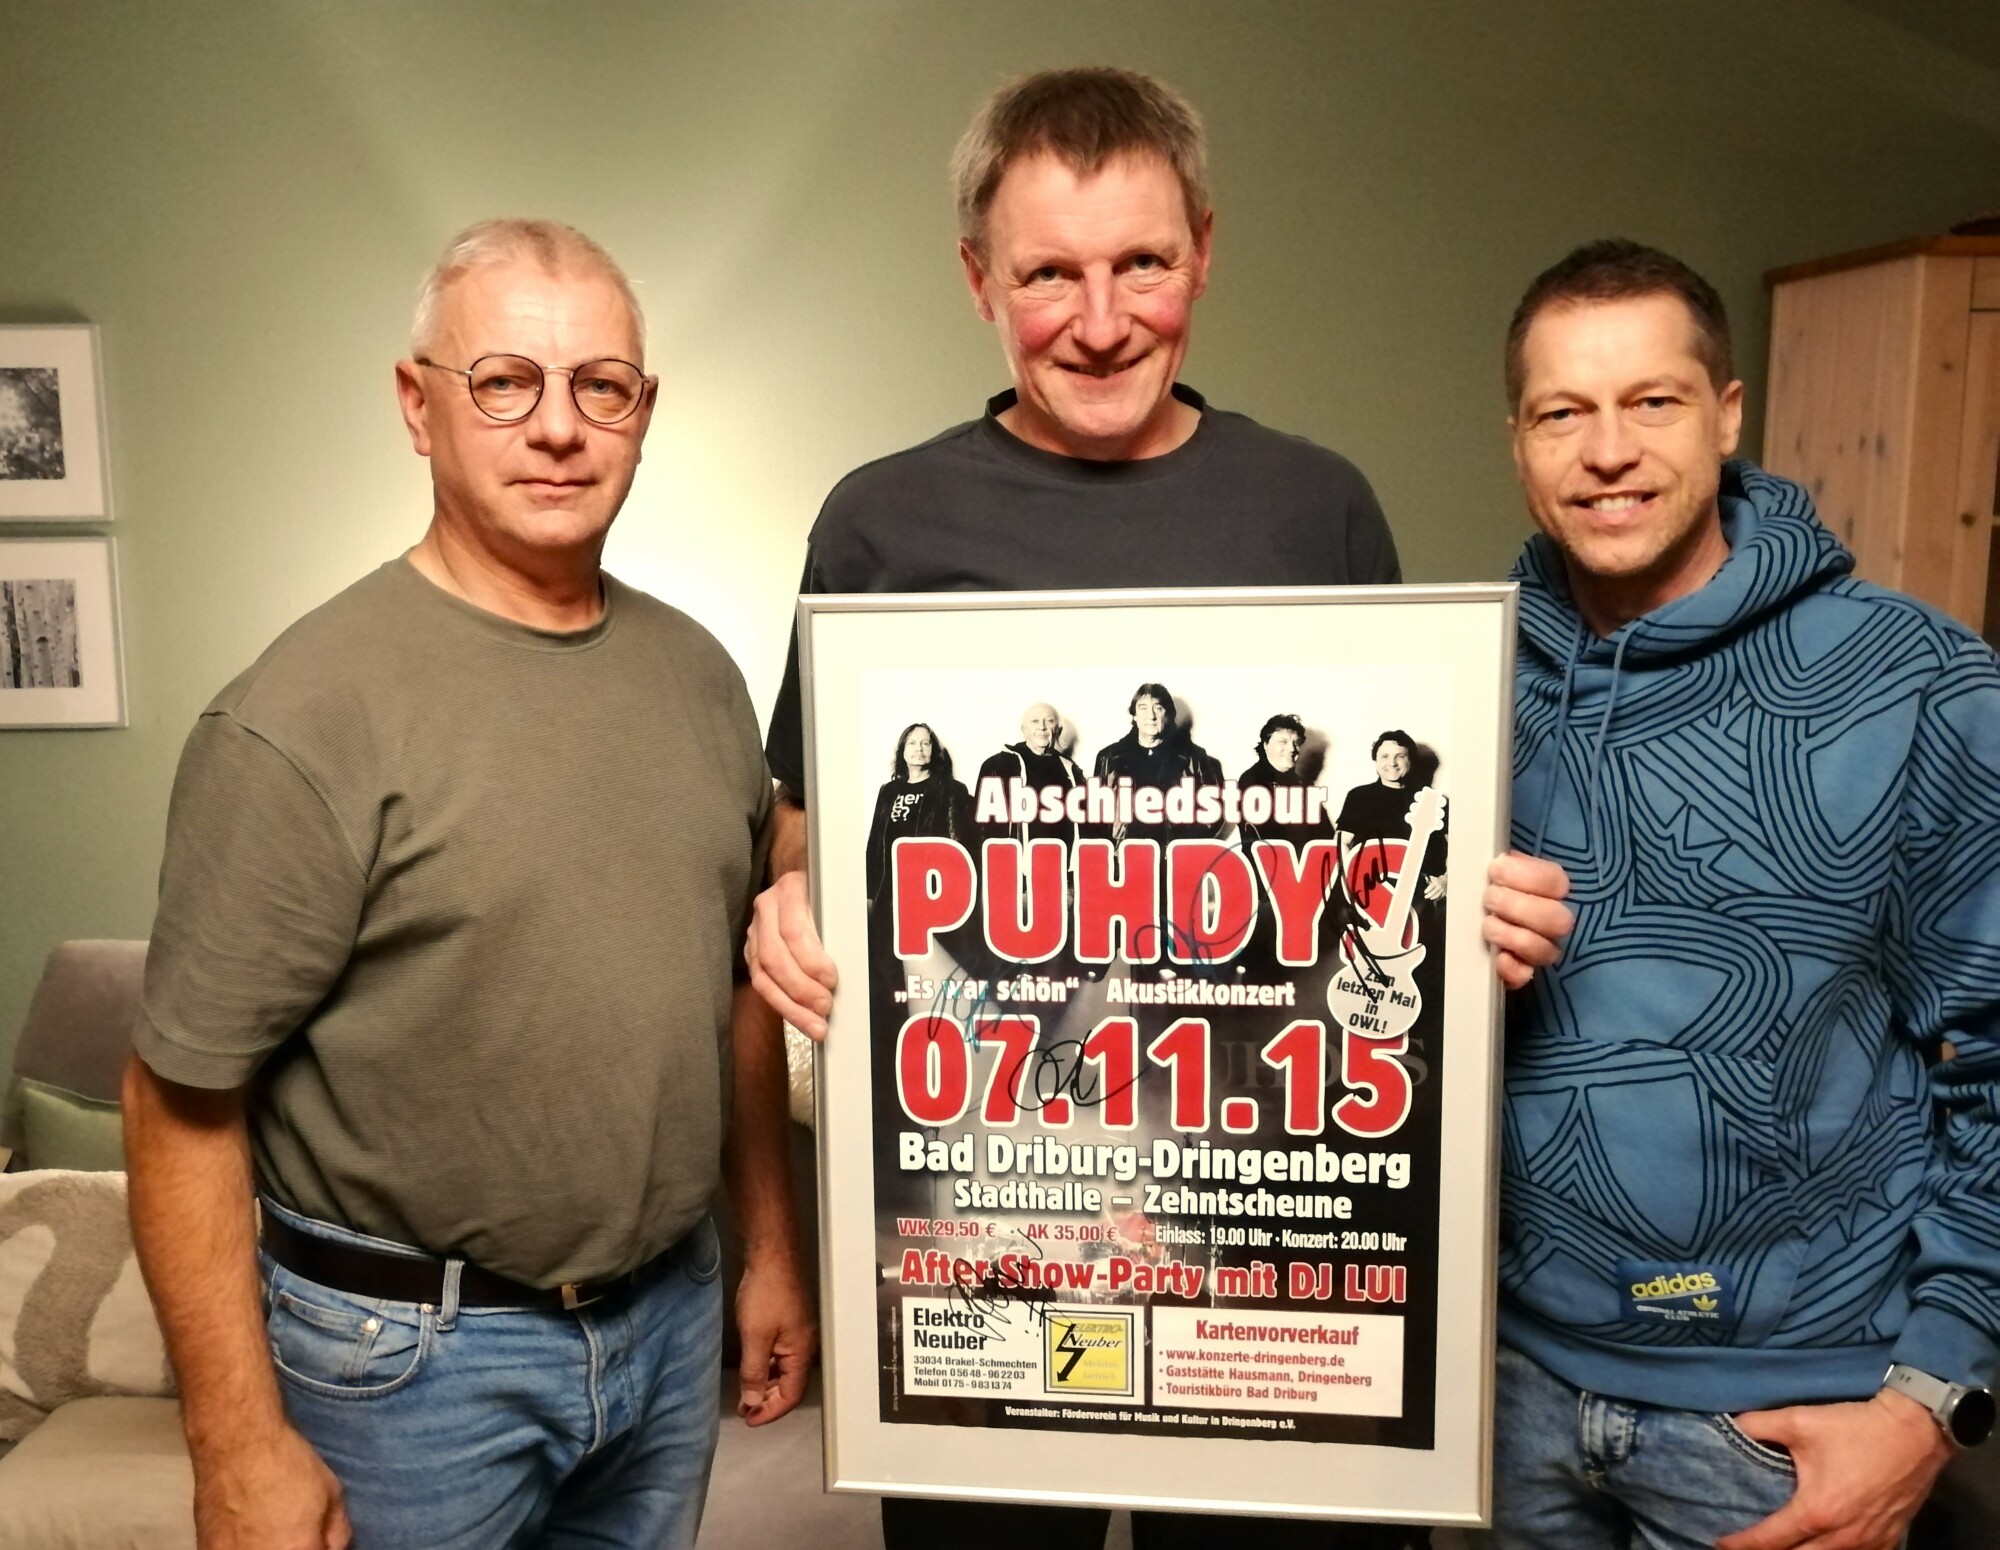 Abschiedstour
PUHDYS
„Es war schön“ Akustikkonzert
Zum
letzten Mal
in
OWL!
07.11.15
Bad Driburg-Dringenberg
Stadthalle – Zehntscheune
VVK 29,50 € · AK 35,00 € Einlass: 19.00 Uhr · Konzert: 20.00 Uhr
After-Show-Party mit DJ LUI
Elektro
Neuber
33034 Brakel-Schmechten
Telefon 05648-962203
Mobil 0175-9831374
ELEKTRO-
Neuber
Meister
betrieb
Kartenvorverkauf
• www.konzerte-dringenberg.de
• Gaststätte Hausmann, Dringenberg
• Touristikbüro Bad Driburg
Veranstalter: Förderverein für Musik und Kultur in Dringenberg e.V.
adidas